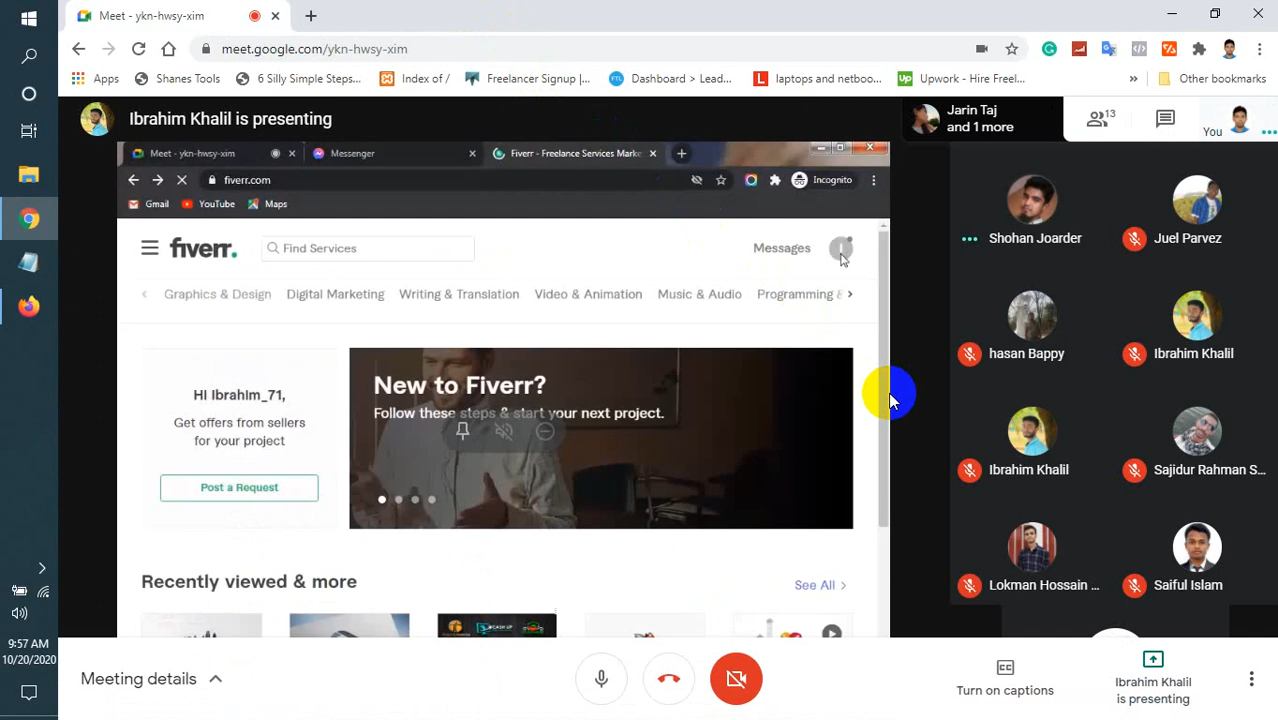 Meet - ykn-hwsy-xim
meet.google.com/ykn-hwsy-xim
Apps
Shanes Tools
6 Silly Simple Steps...
Index of /
Freelancer Signup |...
Dashboard > Lead...
laptops and netboo...
Upwork - Hire Freel...
»
Other bookmarks
Ibrahim Khalil is presenting
Jarin Taj
and 1 more
13
You
Meet - ykn-hwsy-xim
Messenger
Fiverr - Freelance Services Marke
fiverr.com
Incognito
Gmail
YouTube
Maps
fiverr.
Find Services
Messages
I
Graphics & Design
Digital Marketing
Writing & Translation
Video & Animation
Music & Audio
Programming &
Hi Ibrahim_71,
Get offers from sellers
for your project
Post a Request
New to Fiverr?
Follow these steps & start your next project.
Recently viewed & more
See All
CASH UP
Shohan Joarder
Juel Parvez
hasan Bappy
Ibrahim Khalil
Ibrahim Khalil
Sajidur Rahman S...
Lokman Hossain ...
Saiful Islam
9:57 AM
10/20/2020
Meeting details
CC
Turn on captions
Ibrahim Khalil
is presenting